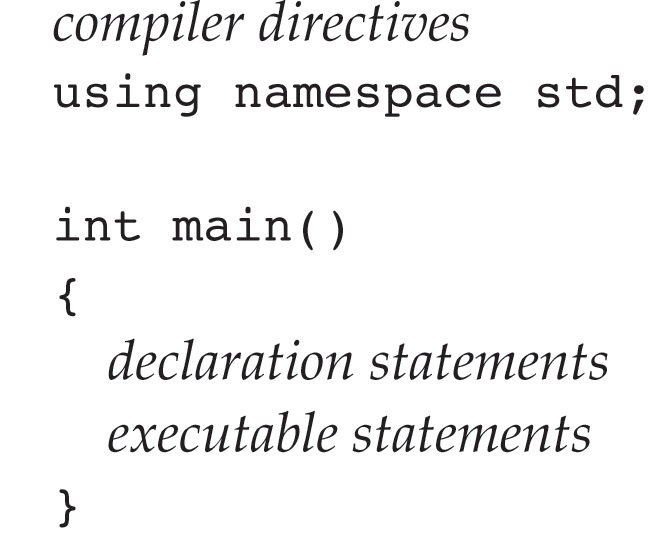 compiler directives
using namespace std;
int main()
{
declaration statements
executable statements
}